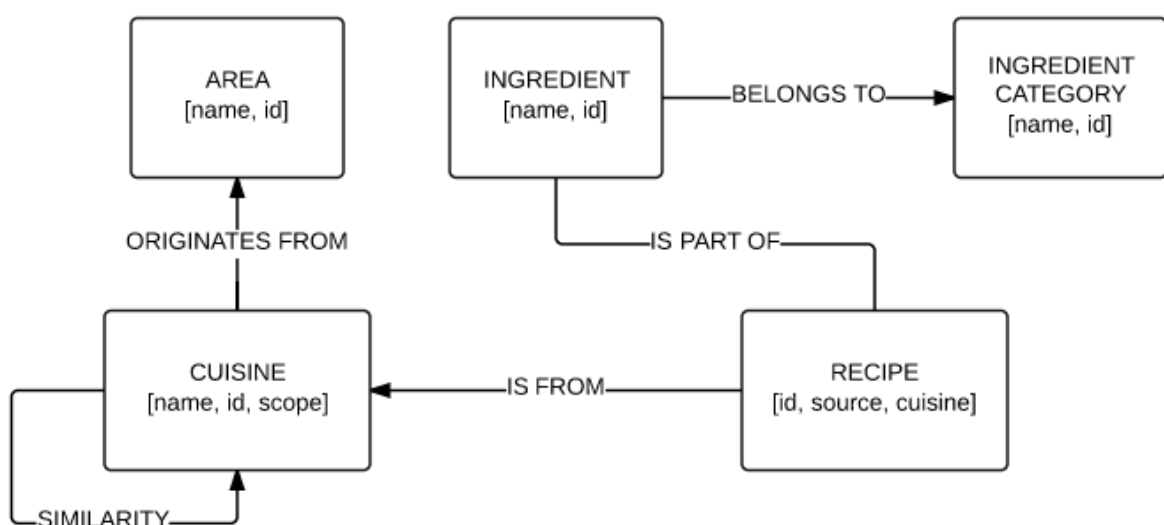 AREA
[name, id]
INGREDIENT
[name, id]
BELONGS TO
INGREDIENT
CATEGORY
[name, id]
ORIGINATES FROM
IS PART OF
CUISINE
[name, id, scope]
IS FROM
RECIPE
[id, source, cuisine]
SIMILARITY